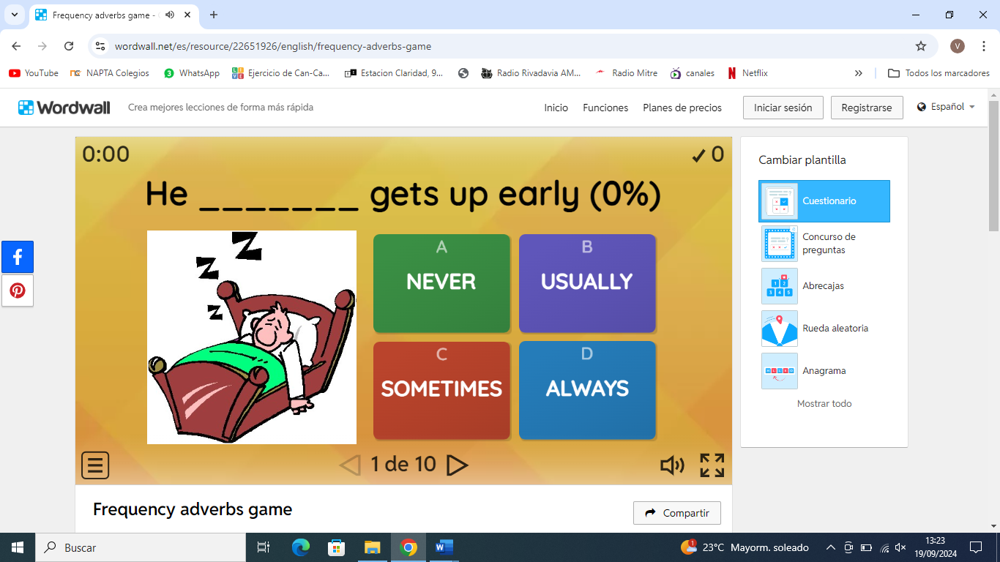 Frequency adverbs game -
wordwall.net/es/resource/22651926/english/frequency-adverbs-game
V
YouTube
NAPTA Colegios
WhatsApp
Ejercicio de Can-Ca...
Estacion Claridad, 9...
Radio Rivadavia AM...
Radio Mitre
canales
Netflix
Todos los marcadores
Wordwall
Crea mejores lecciones de forma más rápida
Inicio
Funciones
Planes de precios
Iniciar sesión
Registrarse
Español
0:00
0
He _______ gets up early (0%)
Z
Z
Z
A
NEVER
B
USUALLY
C
SOMETIMES
D
ALWAYS
1 de 10
Frequency adverbs game
Compartir
Cambiar plantilla
Cuestionario
Concurso de
preguntas
Abrecajas
Rueda aleatoria
Anagrama
Mostrar todo
Buscar
23°C Mayorm. soleado
13:23
19/09/2024